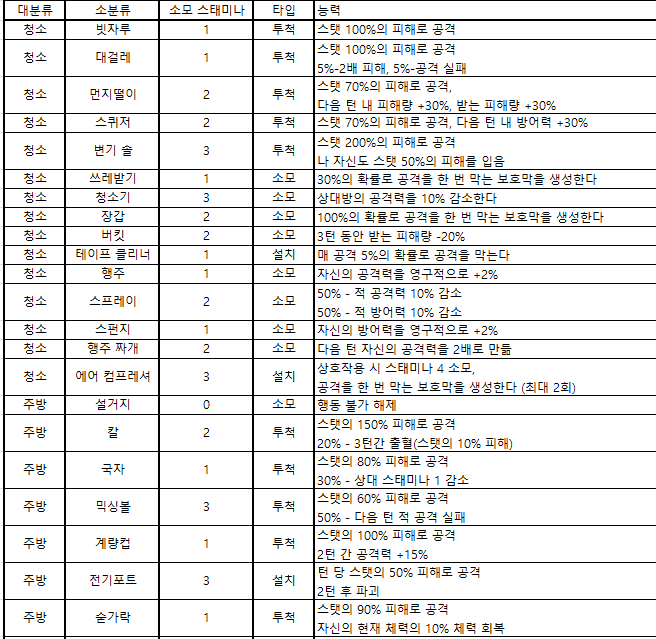 대분류 소분류 소모 스태미나 타입 능력
청소 빗자루 1 투척 스탯 100%의 피해로 공격
청소 대걸레 1 투척 스탯 100%의 피해로 공격
5%-2배 피해, 5%-공격 실패
청소 먼지떨이 2 투척 스탯 70%의 피해로 공격,
다음 턴 내 피해량 +30%, 받는 피해량 +30%
청소 스퀴저 2 투척 스탯 70%의 피해로 공격, 다음 턴 내 방어력 +30%
청소 변기 솔 3 투척 스탯 200%의 피해로 공격
나 자신도 스탯 50%의 피해를 입음
청소 쓰레받기 1 소모 30%의 확률로 공격을 한 번 막는 보호막을 생성한다
청소 청소기 3 소모 상대방의 공격력을 10% 감소한다
청소 장갑 2 소모 100%의 확률로 공격을 한 번 막는 보호막을 생성한다
청소 버킷 2 소모 3턴 동안 받는 피해량 -20%
청소 테이프 클리너 1 설치 매 공격 5%의 확률로 공격을 막는다
청소 행주 1 소모 자신의 공격력을 영구적으로 +2%
청소 스프레이 2 소모 50% - 적 공격력 10% 감소
50% - 적 방어력 10% 감소
청소 스펀지 1 소모 자신의 방어력을 영구적으로 +2%
청소 행주 짜개 2 소모 다음 턴 자신의 공격력을 2배로 만듦
청소 에어 컴프레셔 3 설치 상호작용 시 스태미나 4 소모,
공격을 한 번 막는 보호막을 생성한다 (최대 2회)
주방 설거지 0 소모 행동 불가 해제
주방 칼 2 투척 스탯의 150% 피해로 공격
20% - 3턴간 출혈(스탯의 10% 피해)
주방 국자 1 투척 스탯의 80% 피해로 공격
30% - 상대 스태미나 1 감소
주방 믹싱볼 3 투척 스탯의 60% 피해로 공격
50% - 다음 턴 적 공격 실패
주방 계량컵 1 투척 스탯의 100% 피해로 공격
2턴 간 공격력 +15%
주방 전기포트 3 설치 턴 당 스탯의 50% 피해로 공격
2턴 후 파괴
주방 숟가락 1 투척 스탯의 90% 피해로 공격
자신의 현재 체력의 10% 체력 회복